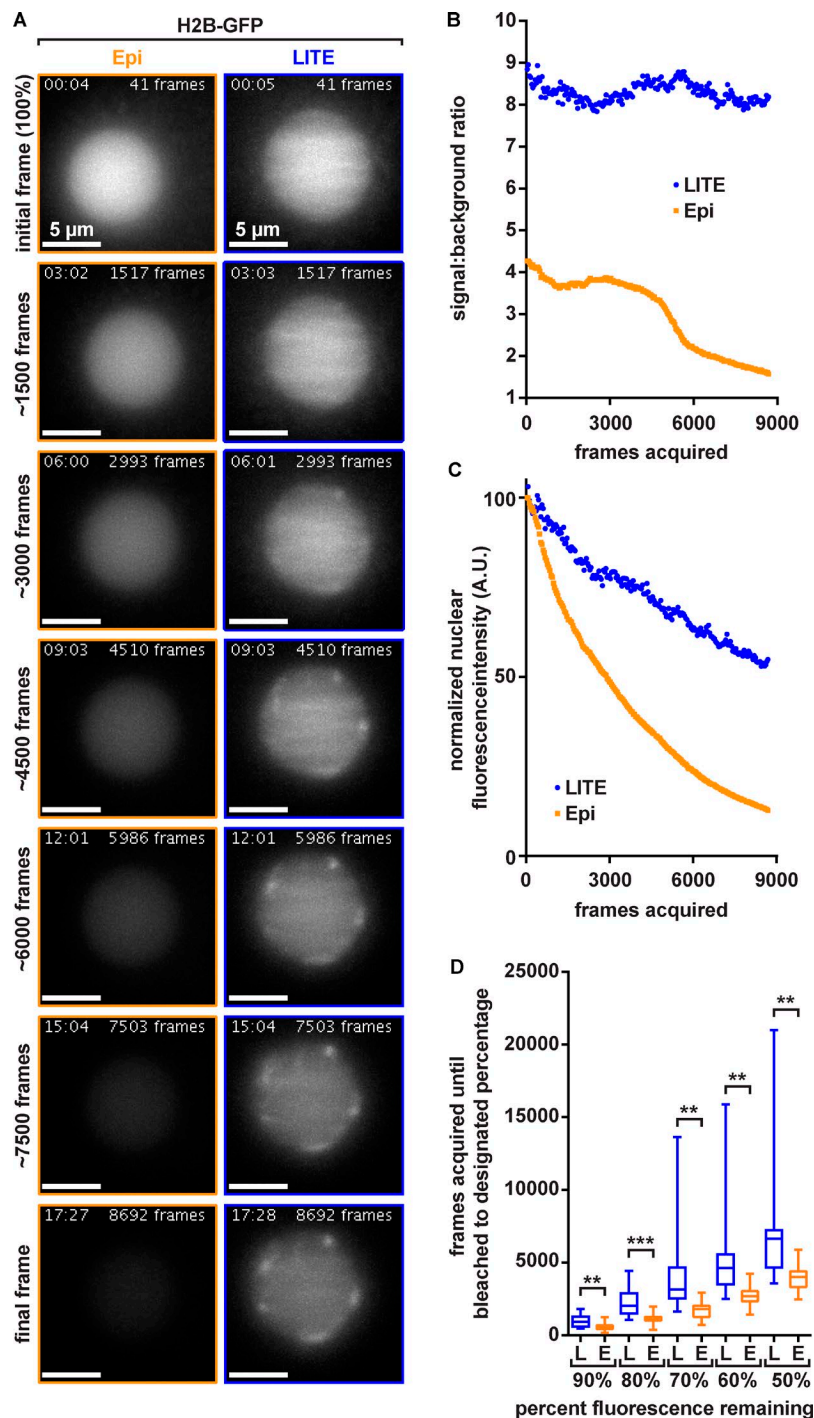 A
H2B-GFP
Epi LITE
initial frame (100%)
00:04 41 frames
5 µm
00:05 41 frames
5 µm
~1500 frames
03:02 1517 frames
03:03 1517 frames
~3000 frames
06:00 2993 frames
06:01 2993 frames
~4500 frames
09:03 4510 frames
09:03 4510 frames
~6000 frames
12:01 5986 frames
12:01 5986 frames
~7500 frames
15:04 7503 frames
15:04 7503 frames
final frame
17:27 8692 frames
17:28 8692 frames
B
signal:background ratio
10
9
8
7
6
5
4
3
2
1
LITE
Epi
0 3000 6000 9000
frames acquired
C
normalized nuclear
fluorescenceintensity (A.U.)
100
50
0
LITE
Epi
0 3000 6000 9000
frames acquired
D
frames acquired until
bleached to designated percentage
25000
20000
15000
10000
5000
0
** *** ** ** **
L E L E L E L E L E
90% 80% 70% 60% 50%
percent fluorescence remaining